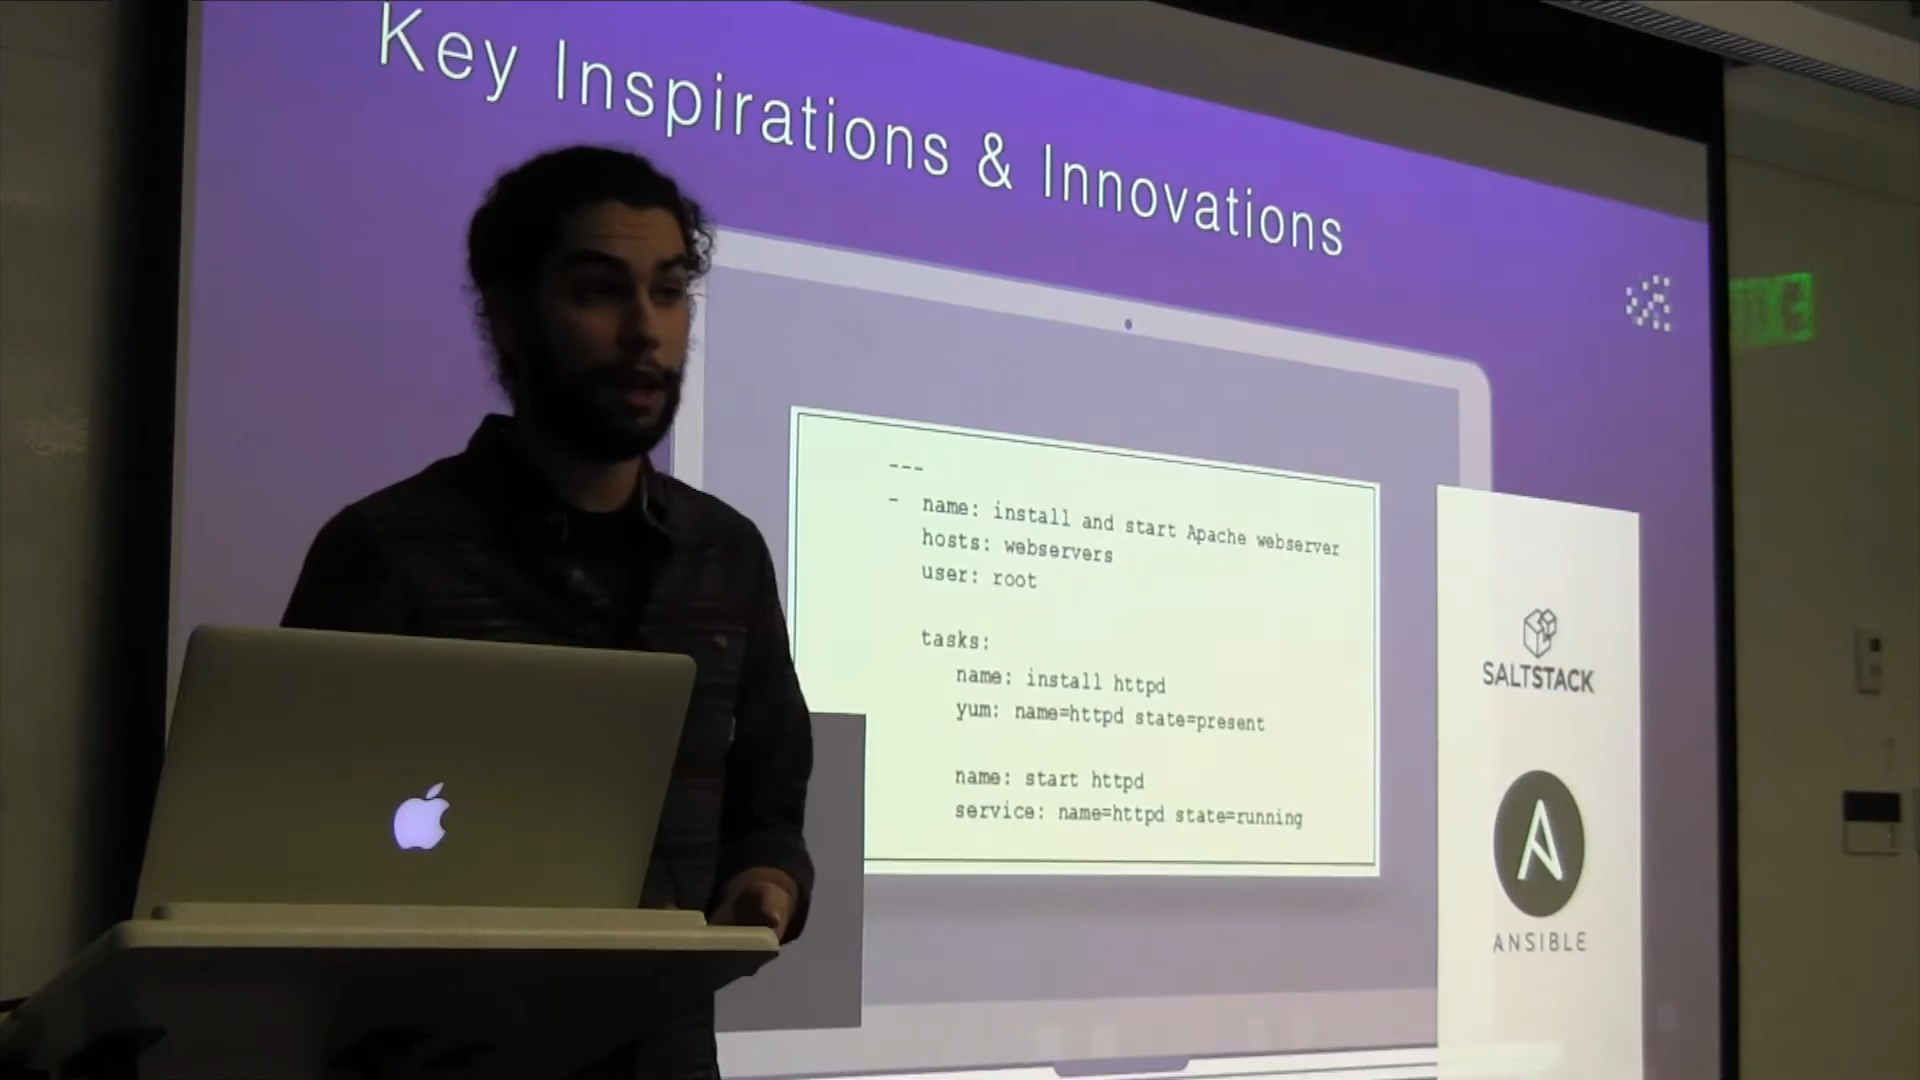 Key Inspirations & Innovations
---
- name: install and start Apache webserver
hosts: webservers
user: root
tasks:
name: install httpd
yum: name=httpd state=present
name: start httpd
service: name=httpd state=running
SALTSTACK
ANSIBLE